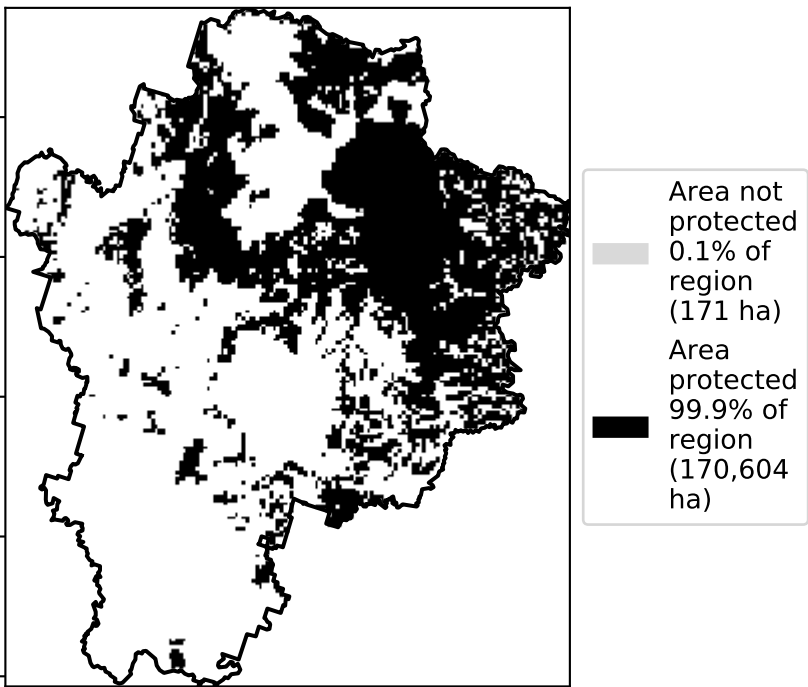 Area not
protected
0.1% of
region
(171 ha)
Area
protected
99.9% of
region
(170,604
ha)